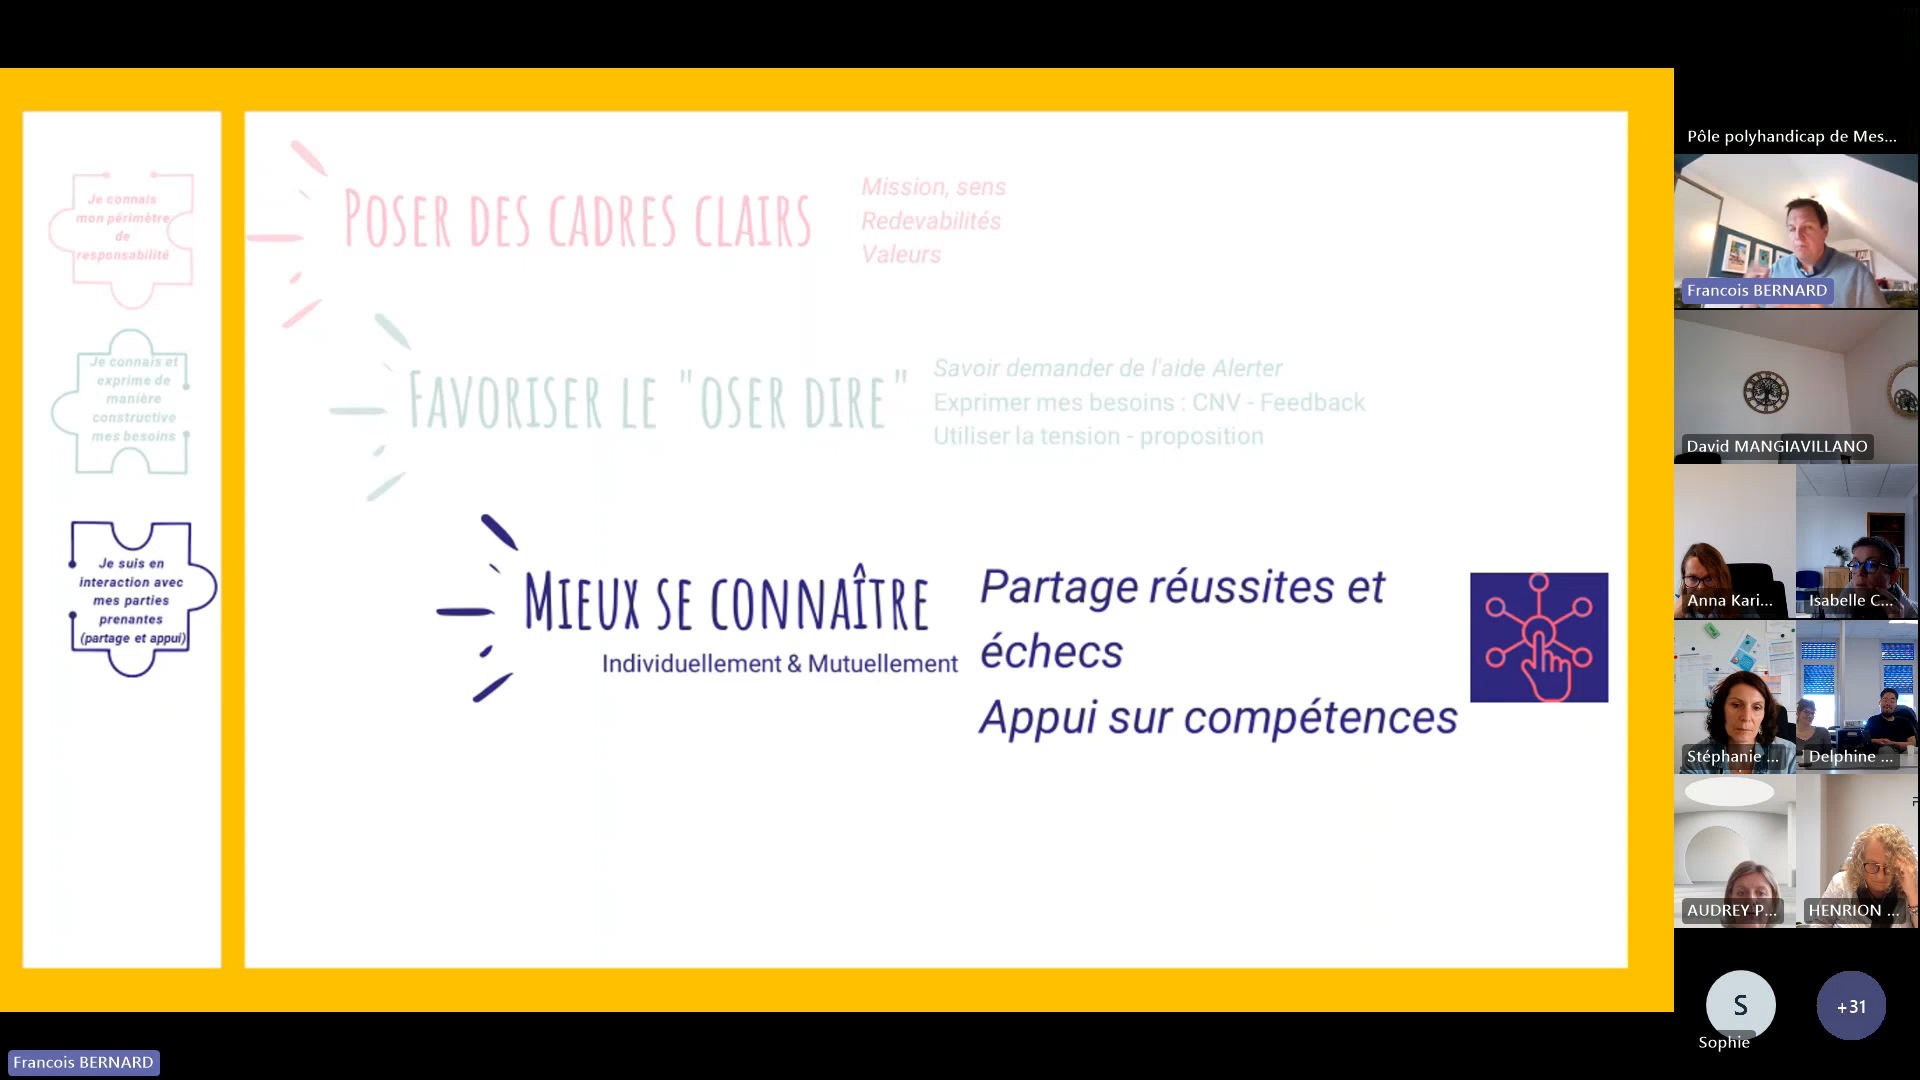 Je connais
mon périmètre
de
responsabilité
Je connais et
exprime de
manière
constructive
mes besoins
Je suis en
interaction avec
mes parties
prenantes
(partage et appui)
POSER DES CADRES CLAIRS
Mission, sens
Redevabilités
Valeurs
FAVORISER LE "OSER DIRE"
Savoir demander de l'aide Alerter
Exprimer mes besoins : CNV - Feedback
Utiliser la tension - proposition
MIEUX SE CONNAÎTRE
Individuellement & Mutuellement
Partage réussites et
échecs
Appui sur compétences
Pôle polyhandicap de Mes...
Francois BERNARD
David MANGIAVILLANO
Anna Kari...
Isabelle C...
Stéphanie ...
Delphine ...
AUDREY P...
HENRION ...
S
Sophie
+31
Francois BERNARD